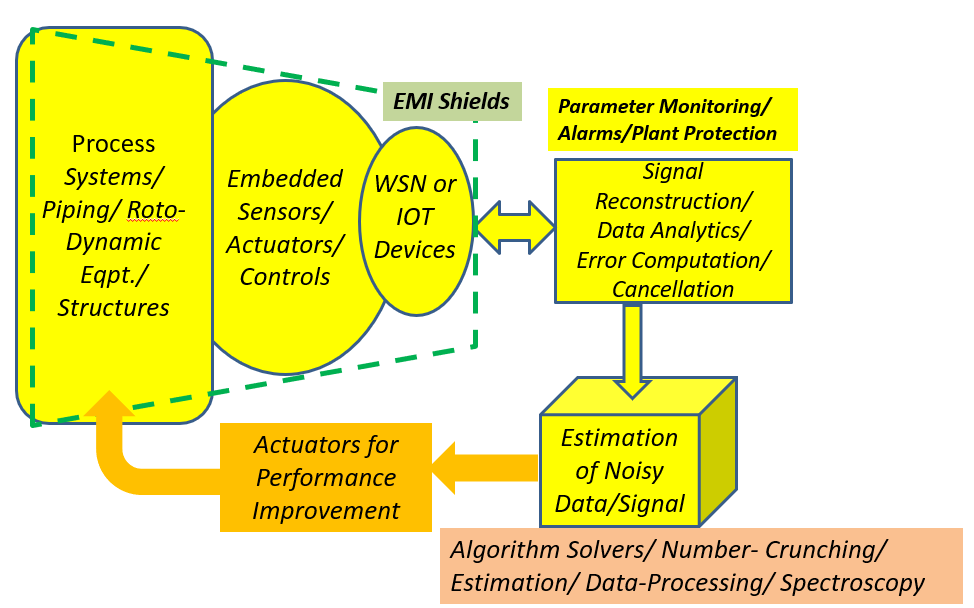 Process
Systems/
Piping/ Roto-
Dynamic
Eqpt./
Structures
Embedded
Sensors/
Actuators/
Controls
WSN or
IOT
Devices
EMI Shields
Parameter Monitoring/
Alarms/Plant Protection
Signal
Reconstruction/
Data Analytics/
Error Computation/
Cancellation
Estimation
of Noisy
Data/Signal
Actuators for
Performance
Improvement
Algorithm Solvers/ Number- Crunching/
Estimation/ Data-Processing/ Spectroscopy